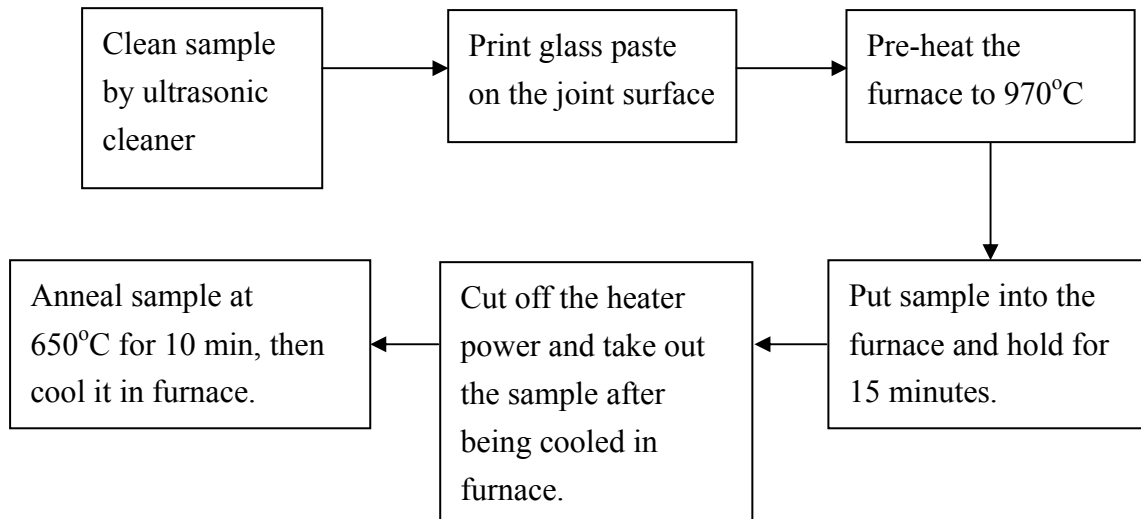 Clean sample
by ultrasonic
cleaner
Print glass paste
on the joint surface
Pre-heat the
furnace to 970°C
Put sample into the
furnace and hold for
15 minutes.
Cut off the heater
power and take out
the sample after
being cooled in
furnace.
Anneal sample at
650°C for 10 min, then
cool it in furnace.